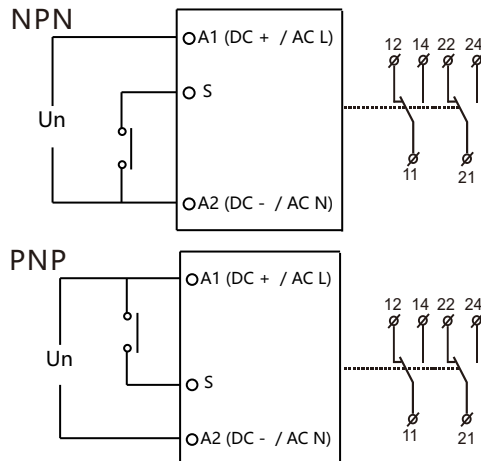 NPN
A1 (DC + / AC L)
12 14 22 24
S
Un
11 21
A2 (DC - / AC N)
PNP
A1 (DC + / AC L)
12 14 22 24
Un
S
11 21
A2 (DC - / AC N)